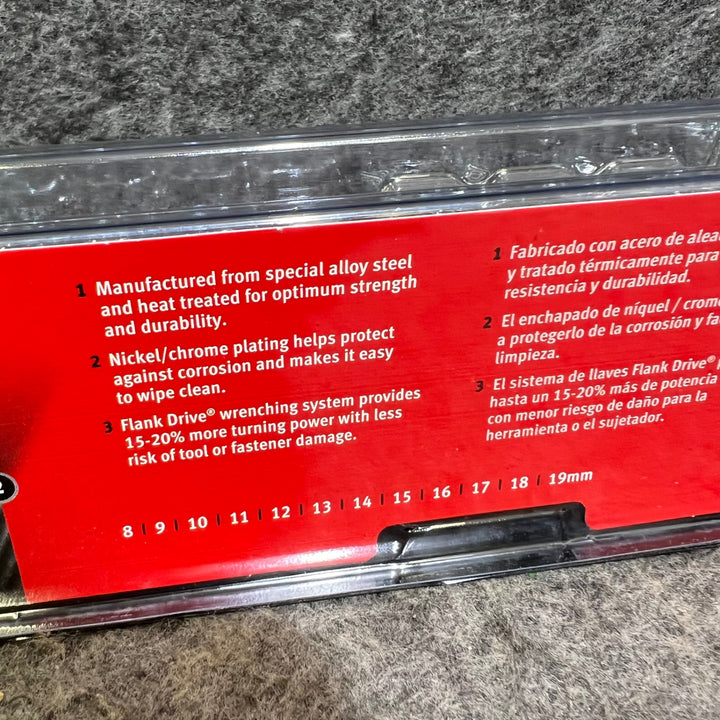 1 Manufactured from special alloy steel
and heat treated for optimum strength
and durability.
2 Nickel/chrome plating helps protect
against corrosion and makes it easy
to wipe clean.
3 Flank Drive® wrenching system provides
15-20% more turning power with less
risk of tool or fastener damage.
1 Fabricado con acero de
y tratado térmicamente para
resistencia y durabilidad.
2 El enchapado de níquel /
a protegerlo de la corrosión y
limpieza.
3 El sistema de llaves Flank Drive®
hasta un 15-20% más de potencia
con menor riesgo de daño para la
herramienta o el sujetador.
8 | 9 | 10 | 11 | 12 | 13 | 14 | 15 | 16 | 17 | 18 | 19mm
2